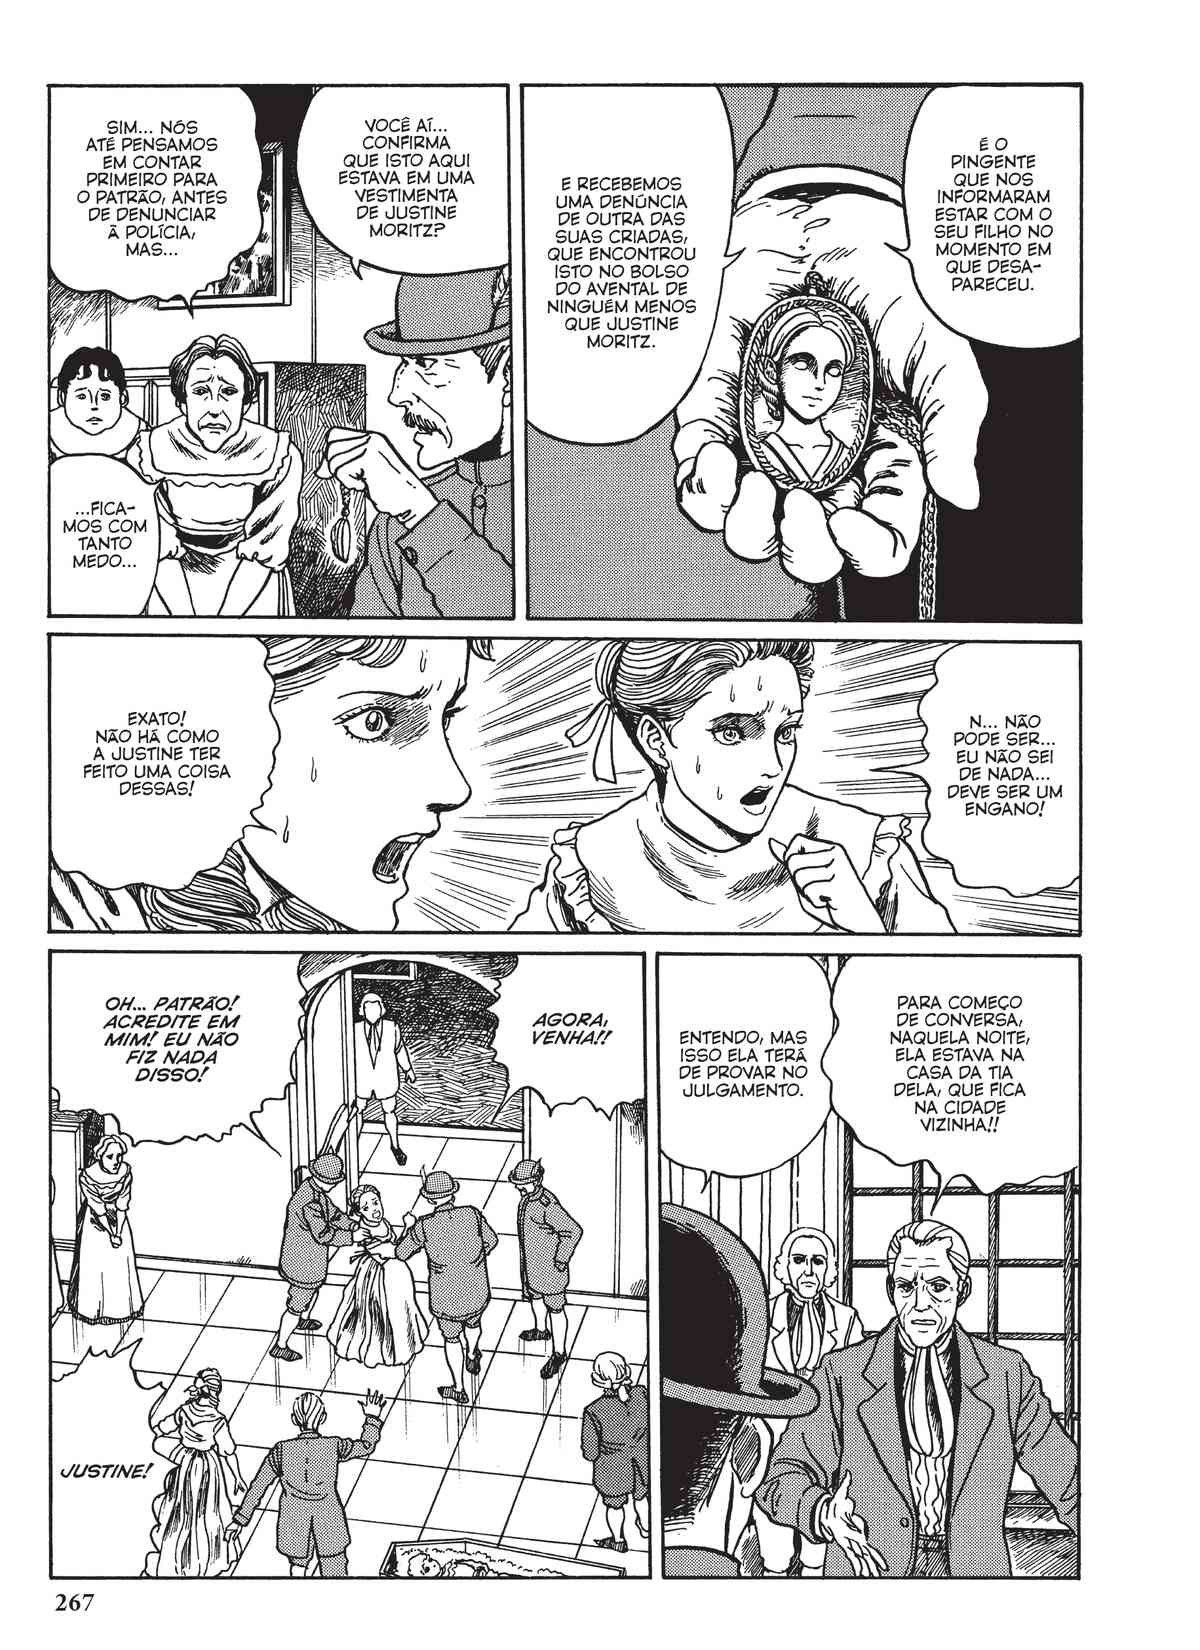 É O
PINGENTE
QUE NOS
INFORMARAM
ESTAR COM O
SEU FILHO NO
MOMENTO EM
QUE DESA-
PARECEU.
E RECEBEMOS
UMA DENÚNCIA
DE OUTRA DAS
SUAS CRIADAS,
QUE ENCONTROU
ISTO NO BOLSO
DO AVENTAL DE
NINGUÉM MENOS
QUE JUSTINE
MORITZ.
VOCÊ AÍ...
CONFIRMA
QUE ISTO AQUI
ESTAVA EM UMA
VESTIMENTA
DE JUSTINE
MORITZ?
SIM... NÓS
ATÉ PENSAMOS
EM CONTAR
PRIMEIRO PARA
O PATRÃO, ANTES
DE DENUNCIAR
À POLÍCIA,
MAS...
...FICA-
MOS COM
TANTO
MEDO...
N... NÃO
PODE SER...
EU NÃO SEI
DE NADA...
DEVE SER UM
ENGANO!
EXATO!
NÃO HÁ COMO
A JUSTINE TER
FEITO UMA COISA
DESSAS!
PARA COMEÇO
DE CONVERSA,
NAQUELA NOITE,
ELA ESTAVA NA
CASA DA TIA
DELA, QUE FICA
NA CIDADE
VIZINHA!!
ENTENDO, MAS
ISSO ELA TERÁ
DE PROVAR NO
JULGAMENTO.
AGORA,
VENHA!!
OH... PATRÃO!
ACREDITE EM
MIM! EU NÃO
FIZ NADA
DISSO!
JUSTINE!
267